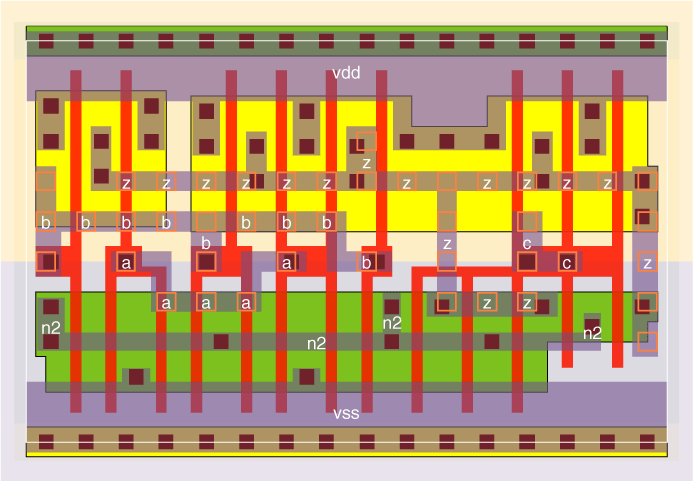 vdd
z
z z z z z z z z z z
b b b b b b b
b z c
a a b c z
a a a z z
n2 n2 n2
n2
vss